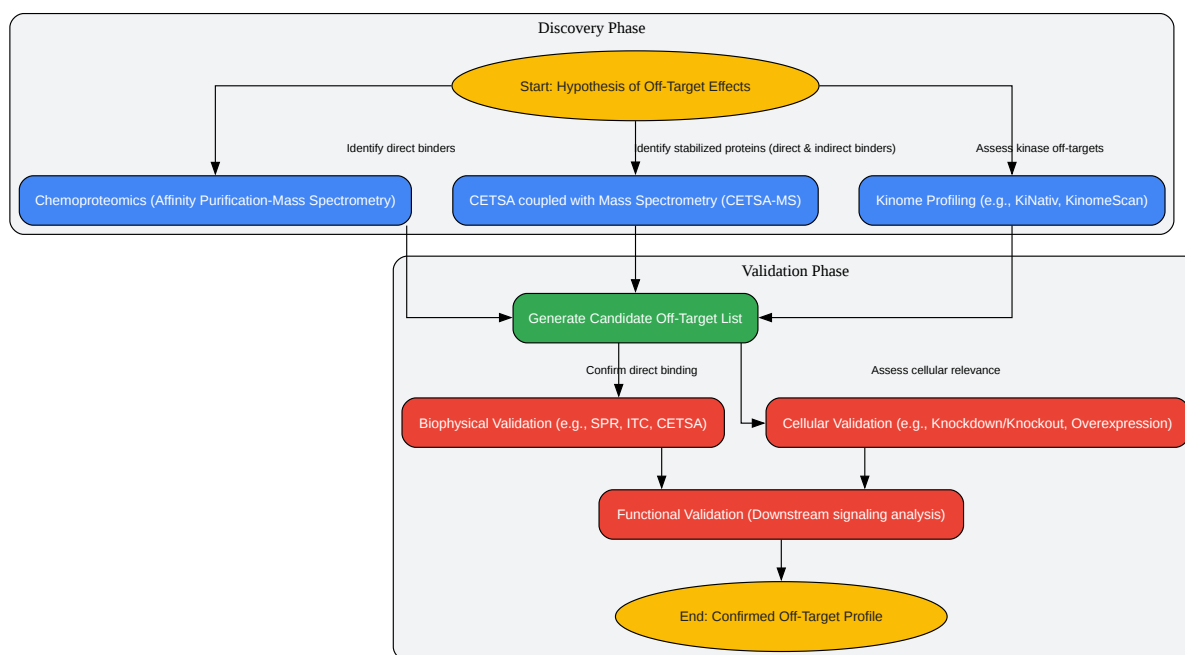 Discovery Phase
Start: Hypothesis of Off-Target Effects
Identify direct binders
Identify stabilized proteins (direct & indirect binders)
Assess kinase off-targets
Chemoproteomics (Affinity Purification-Mass Spectrometry)
CETSA coupled with Mass Spectrometry (CETSA-MS)
Kinome Profiling (e.g., KiNativ, KinomeScan)
Validation Phase
Generate Candidate Off-Target List
Confirm direct binding
Assess cellular relevance
Biophysical Validation (e.g., SPR, ITC, CETSA)
Cellular Validation (e.g., Knockdown/Knockout, Overexpression)
Functional Validation (Downstream signaling analysis)
End: Confirmed Off-Target Profile